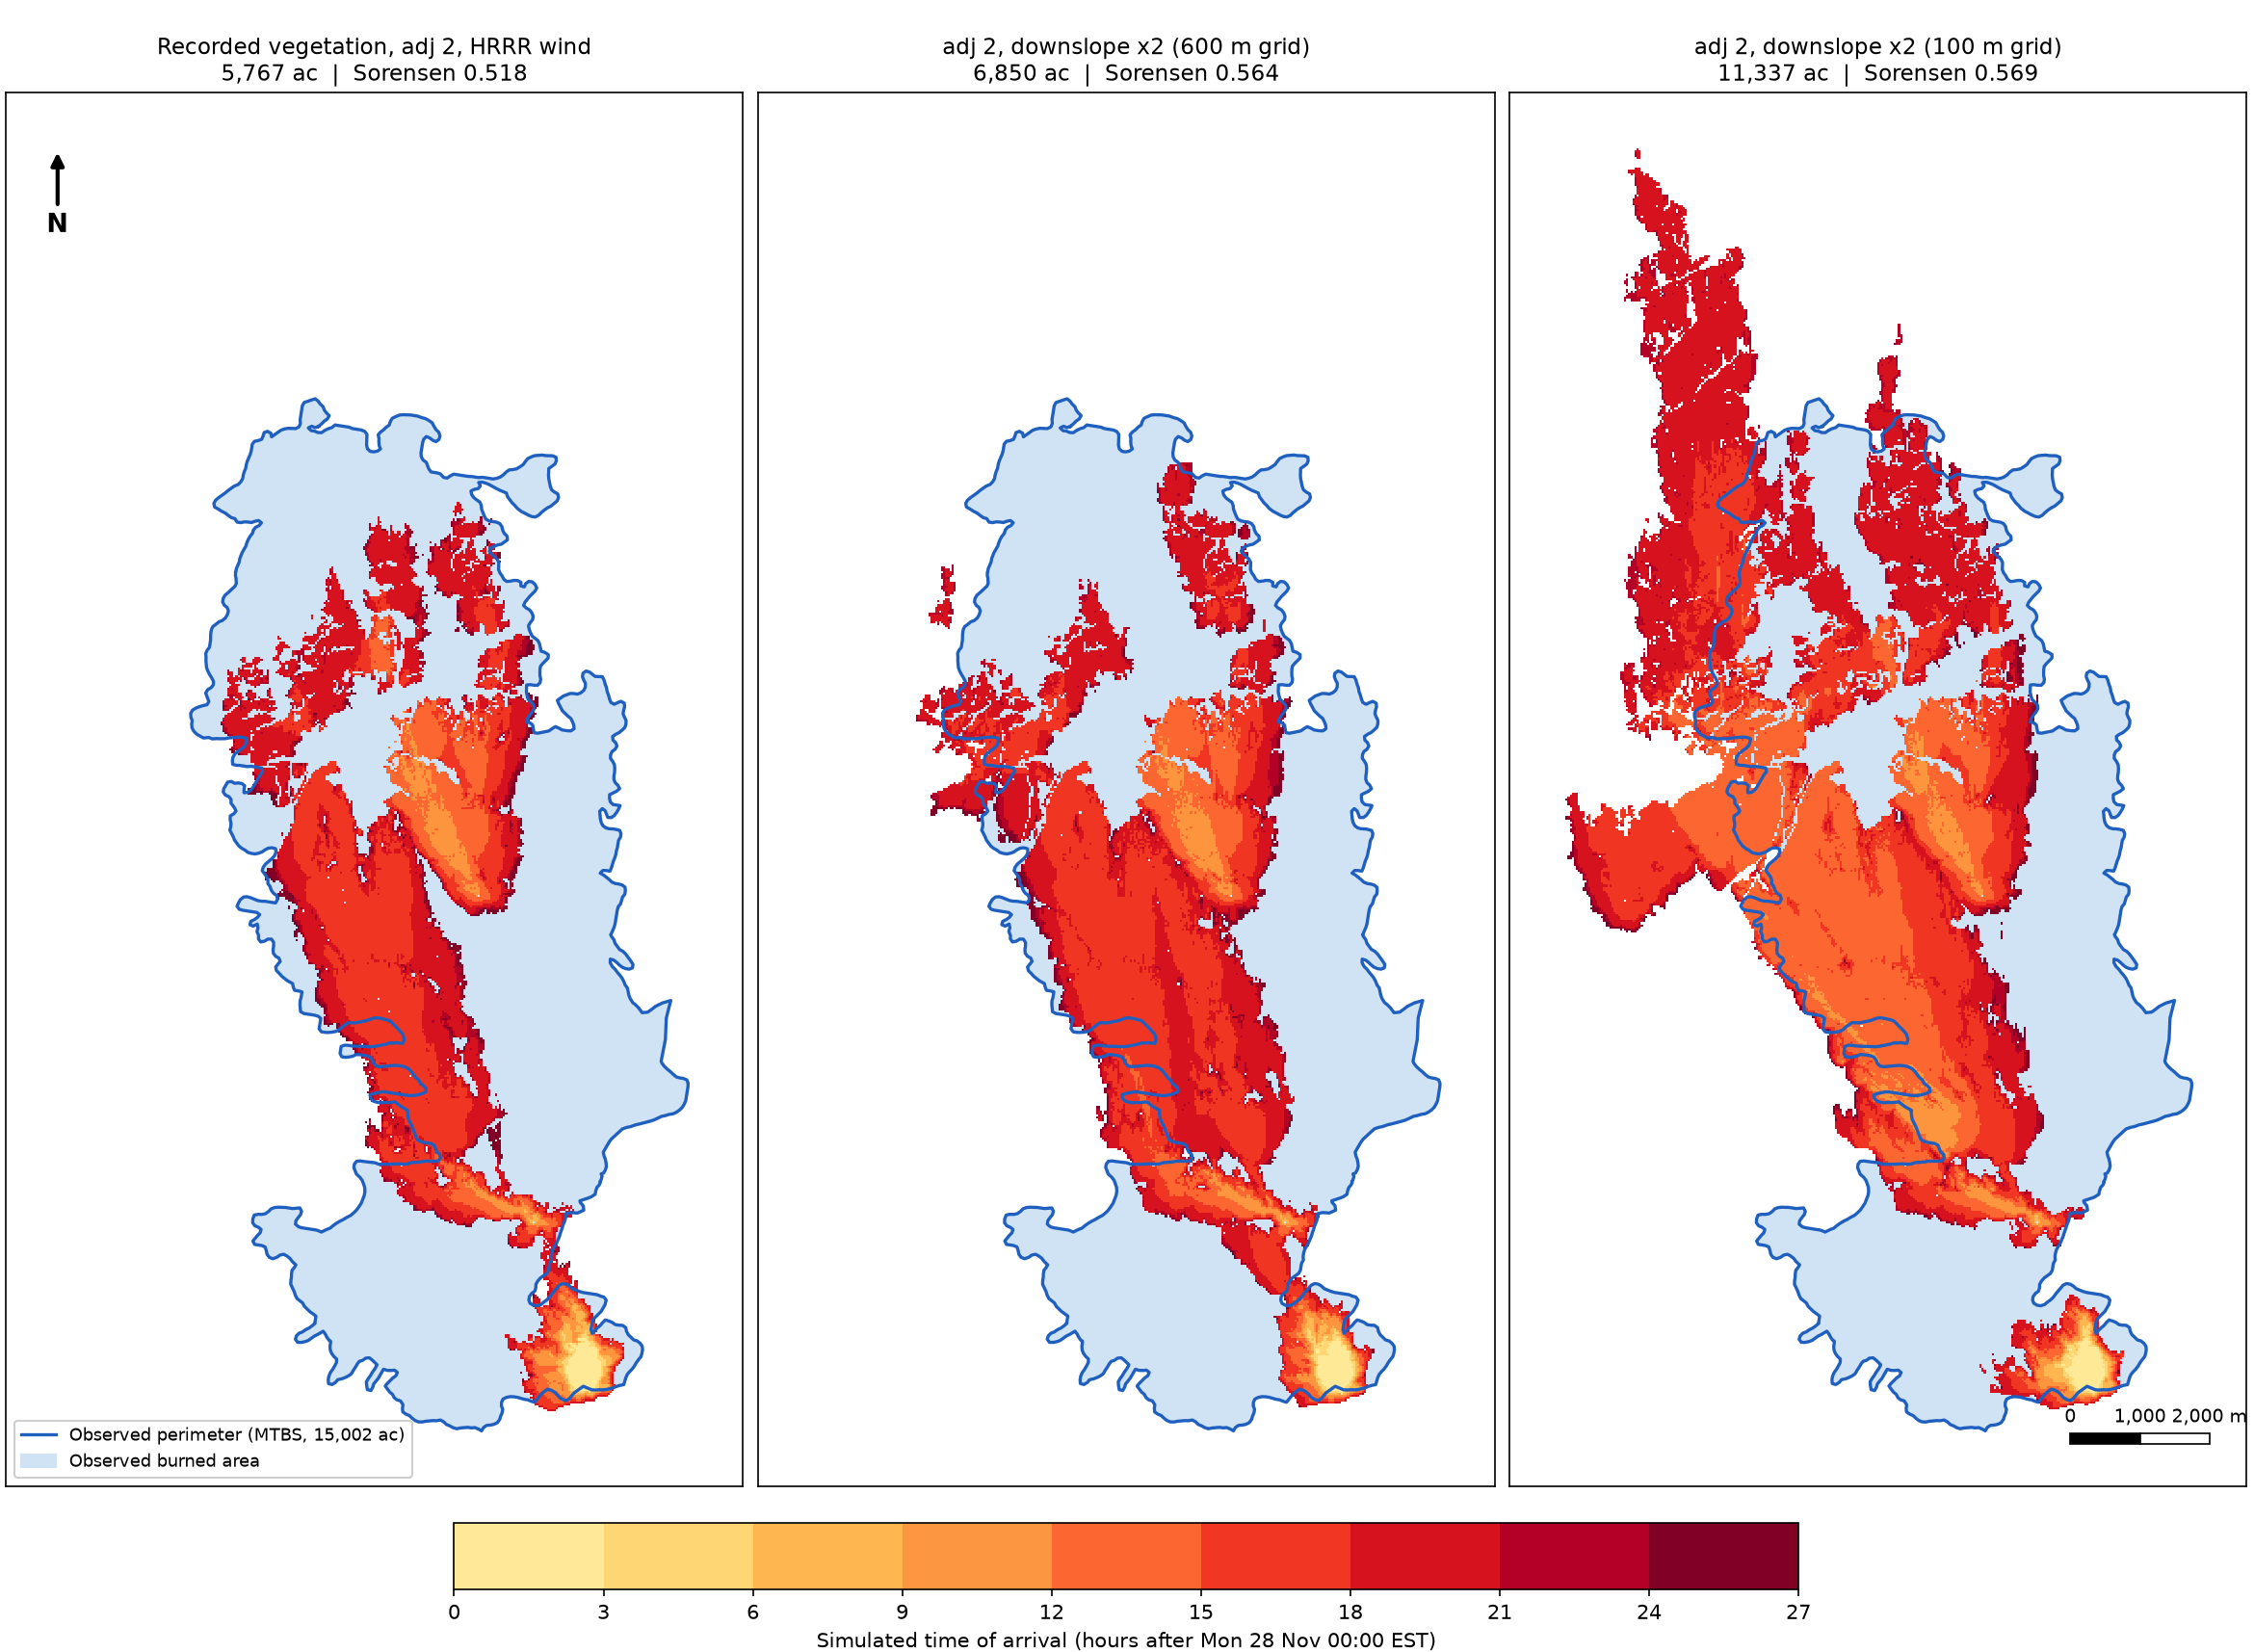 Recorded vegetation, adj 2, HRRR wind
5,767 ac | Sorensen 0.518
adj 2, downslope x2 (600 m grid)
6,850 ac | Sorensen 0.564
adj 2, downslope x2 (100 m grid)
11,337 ac | Sorensen 0.569
N
Observed perimeter (MTBS, 15,002 ac)
Observed burned area
0 1,000 2,000 m
0 3 6 9 12 15 18 21 24 27
Simulated time of arrival (hours after Mon 28 Nov 00:00 EST)